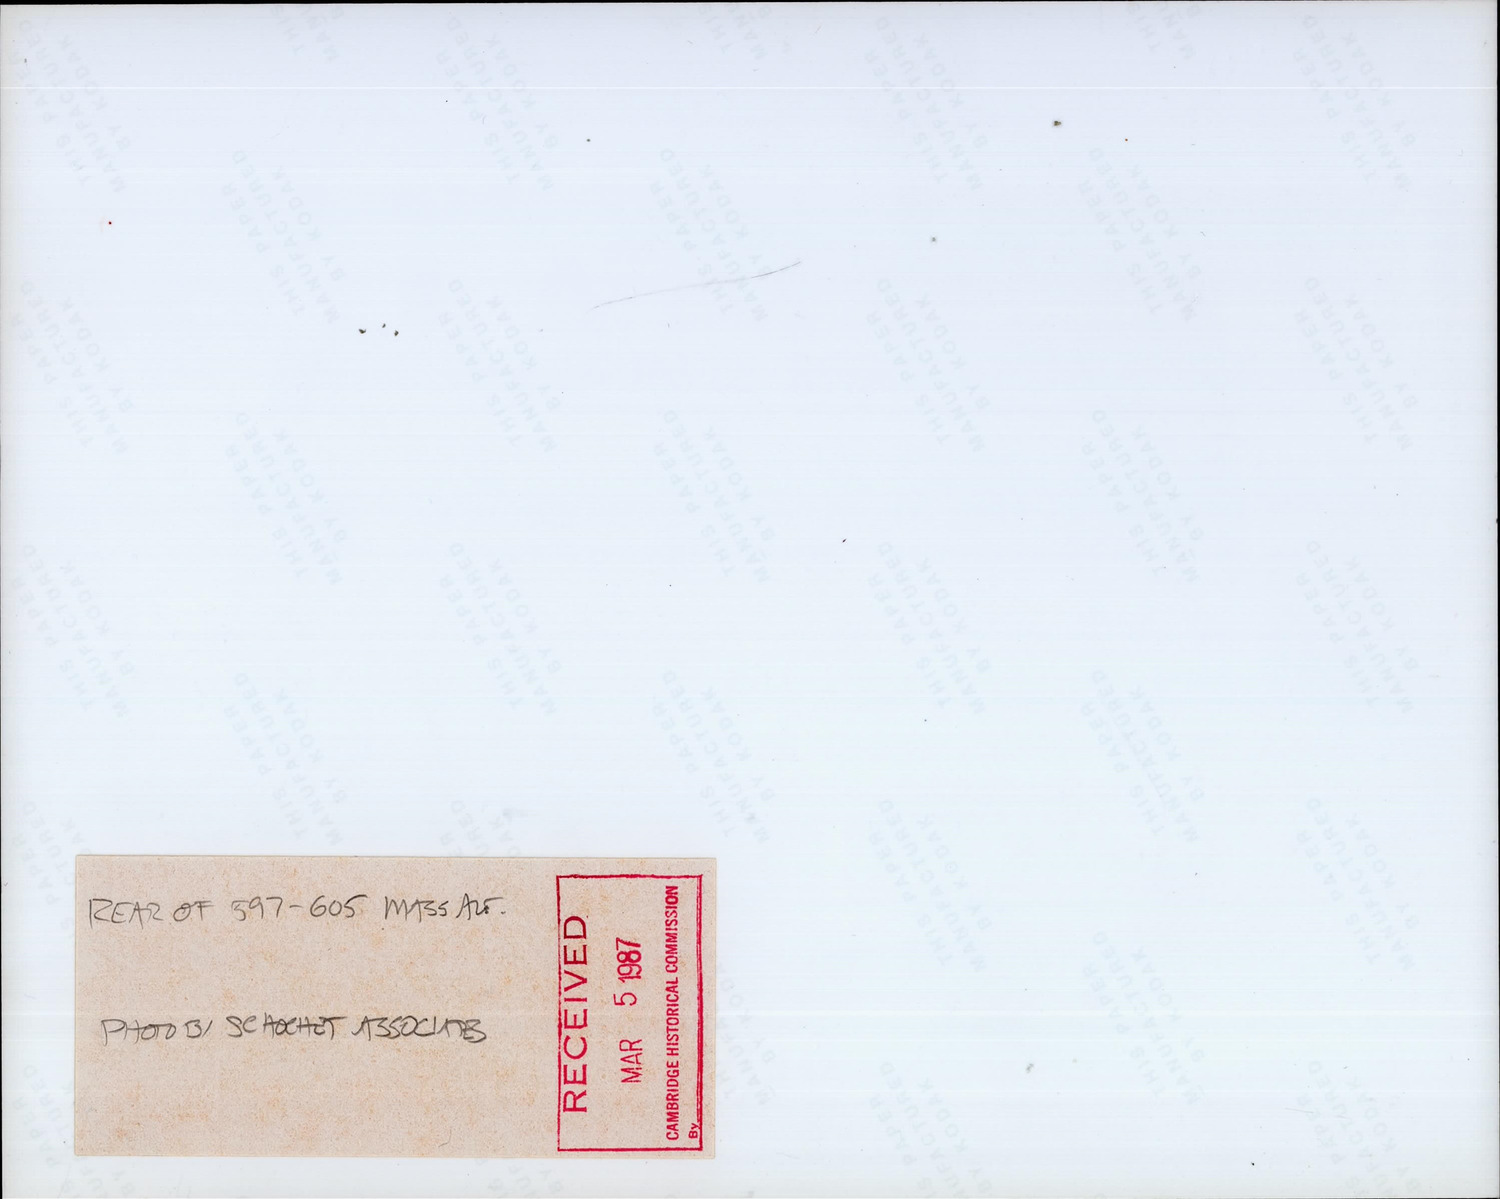 REAR OF 597-605 MASS AVE.
PHOTO BY SCHOCHET ASSOCIATES
RECEIVED
MAR 5 1987
CAMBRIDGE HISTORICAL COMMISSION
By
THIS PAPER
MANUFACTURED
BY KODAK